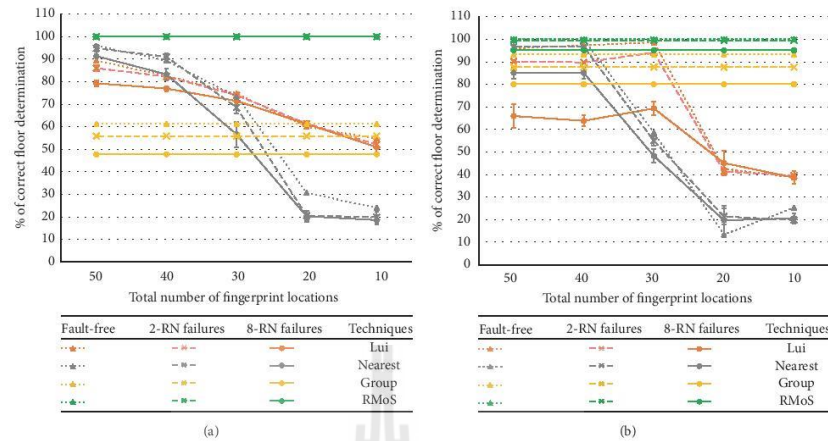 110
100
90
80
70
60
50
40
30
20
10
0
% of correct floor determination
50 40 30 20 10
Total number of fingerprint locations
Fault-free 2-RN failures 8-RN failures Techniques
Lui
Nearest
Group
RMoS
(a)
110
100
90
80
70
60
50
40
30
20
10
0
% of correct floor determination
50 40 30 20 10
Total number of fingerprint locations
Fault-free 2-RN failures 8-RN failures Techniques
Lui
Nearest
Group
RMoS
(b)